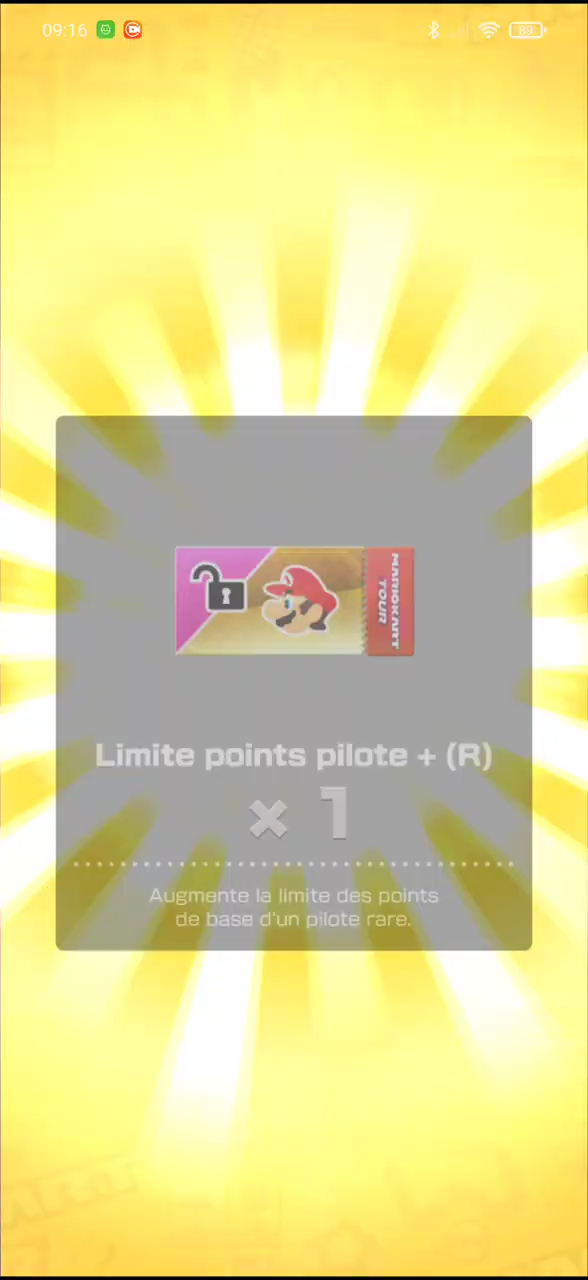 09:16
89
MARIOKART
TOUR
Limite points pilote + (R)
× 1
Augmente la limite des points
de base d'un pilote rare.